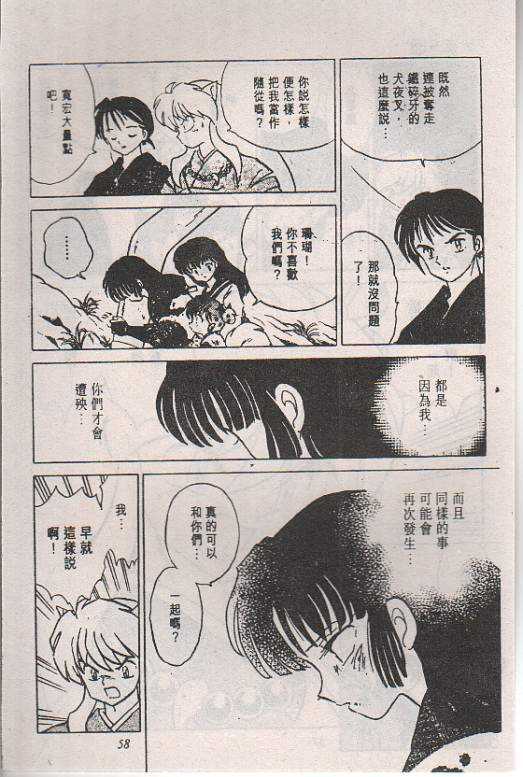 既然
連被奪走
鐵碎牙的
犬夜叉，
也這麼說…
那就沒問題
了！
你說怎樣
便怎樣，
把我當作
隨從嗎？
寬宏大量點
吧！
珊瑚！
你不喜歡
我們嗎？
……
都是
因為我…
你們才會
遭殃…
而且
同樣的事
可能會
再次發生…
真的可以
和你們…
一起嗎？
我…
早就
這樣說
啊！
58